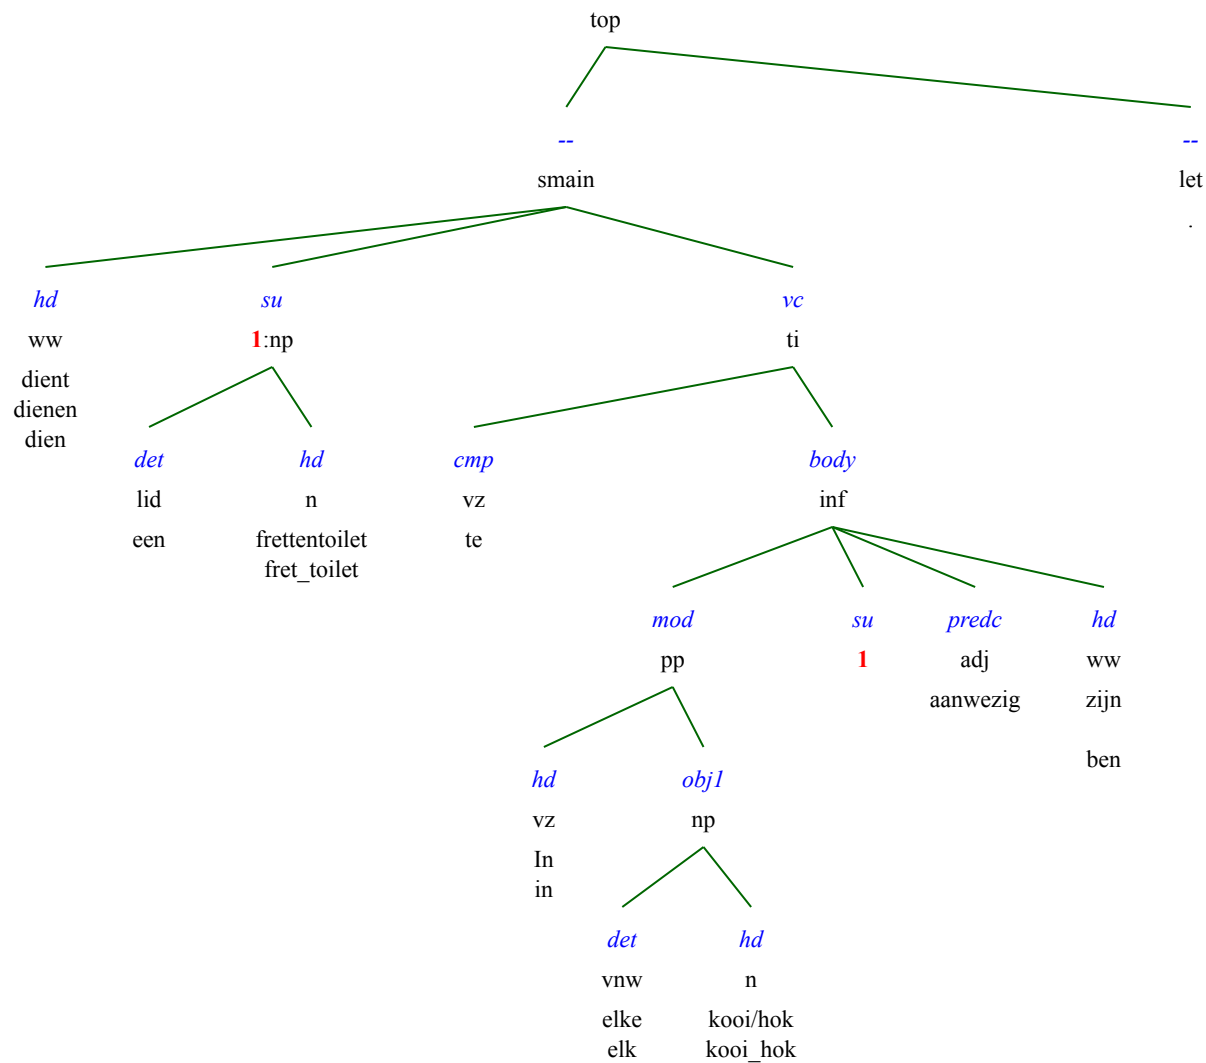 top
-- --
smain let
.
hd su vc
ww 1:np ti
dient
dienen
dien
det hd cmp body
lid n vz inf
een frettentoilet te
fret_toilet
mod su predc hd
pp 1 adj ww
aanwezig zijn
ben
hd obj1
vz np
In
in
det hd
vnw n
elke kooi/hok
elk kooi_hok